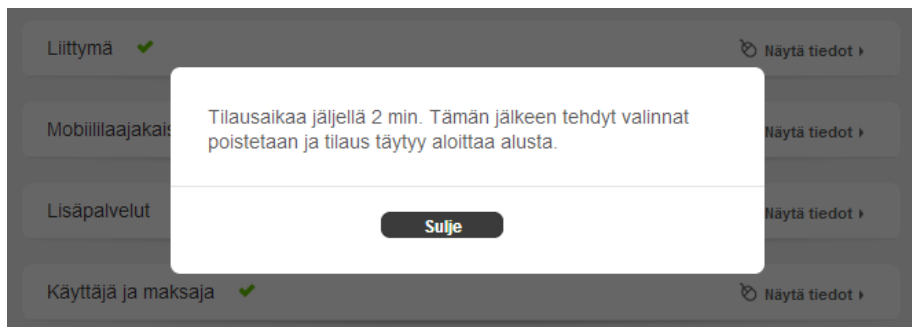 Liittymä
Näytä tiedot
Tilausaikaa jäljellä 2 min. Tämän jälkeen tehdyt valinnat
poistetaan ja tilaus täytyy aloittaa alusta.
Mobiililaajakais
Näytä tiedot
Lisäpalvelut
Näytä tiedot
Sulje
Käyttäjä ja maksaja
Näytä tiedot